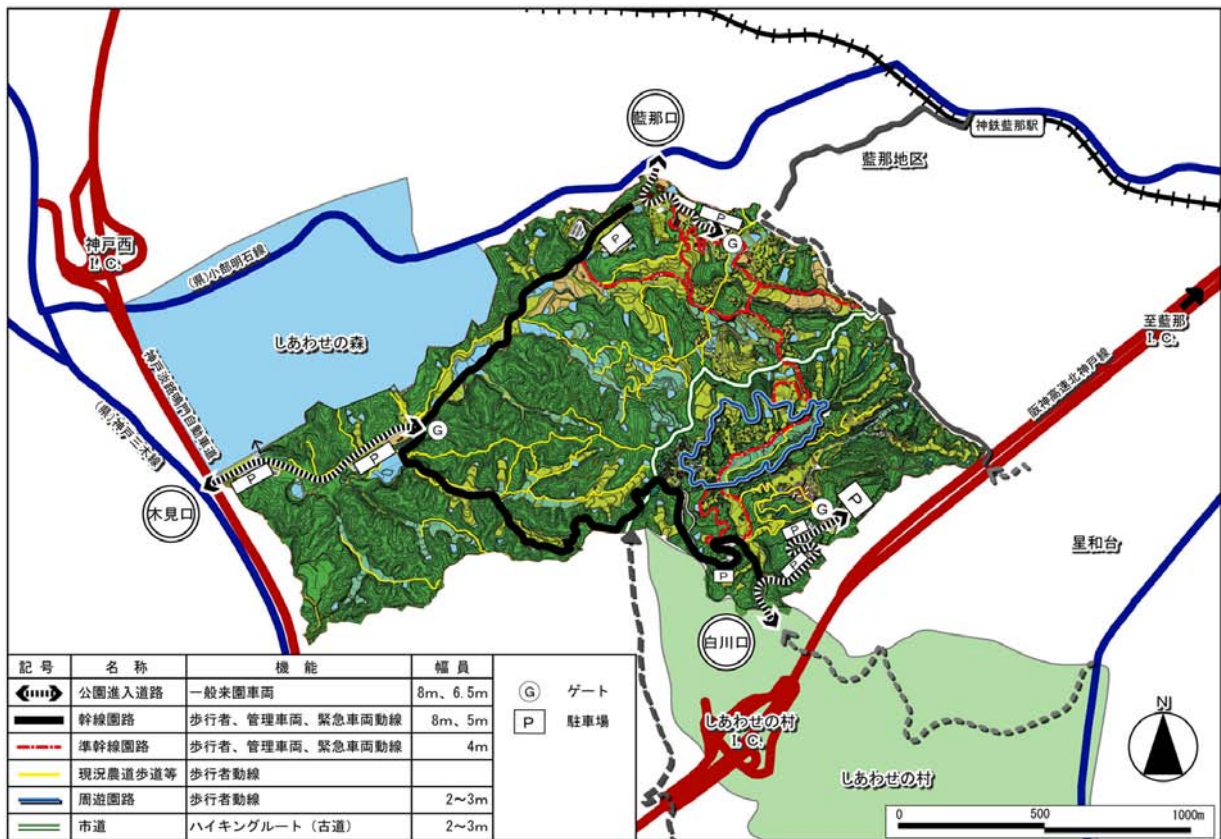 藍那口
神鉄藍那駅
藍那地区
P
G
P
神戸西
I.C.
(県)小部明石線
しあわせの森
至藍那
I.C.
阪神高速北神戸線
神戸淡路鳴門自動車道
(県)神戸三木線
G
P
P
木見口
G
P
P
P
P
星和台
白川口
しあわせの村
I.C.
しあわせの村
N
0 500 1000m
記号 名称 機能 幅員
公園進入道路 一般来園車両 8m、6.5m
幹線園路 歩行者、管理車両、緊急車両動線 8m、5m
準幹線園路 歩行者、管理車両、緊急車両動線 4m
現況農道歩道等 歩行者動線
周遊園路 歩行者動線 2~3m
市道 ハイキングルート(古道) 2~3m
G ゲート
P 駐車場